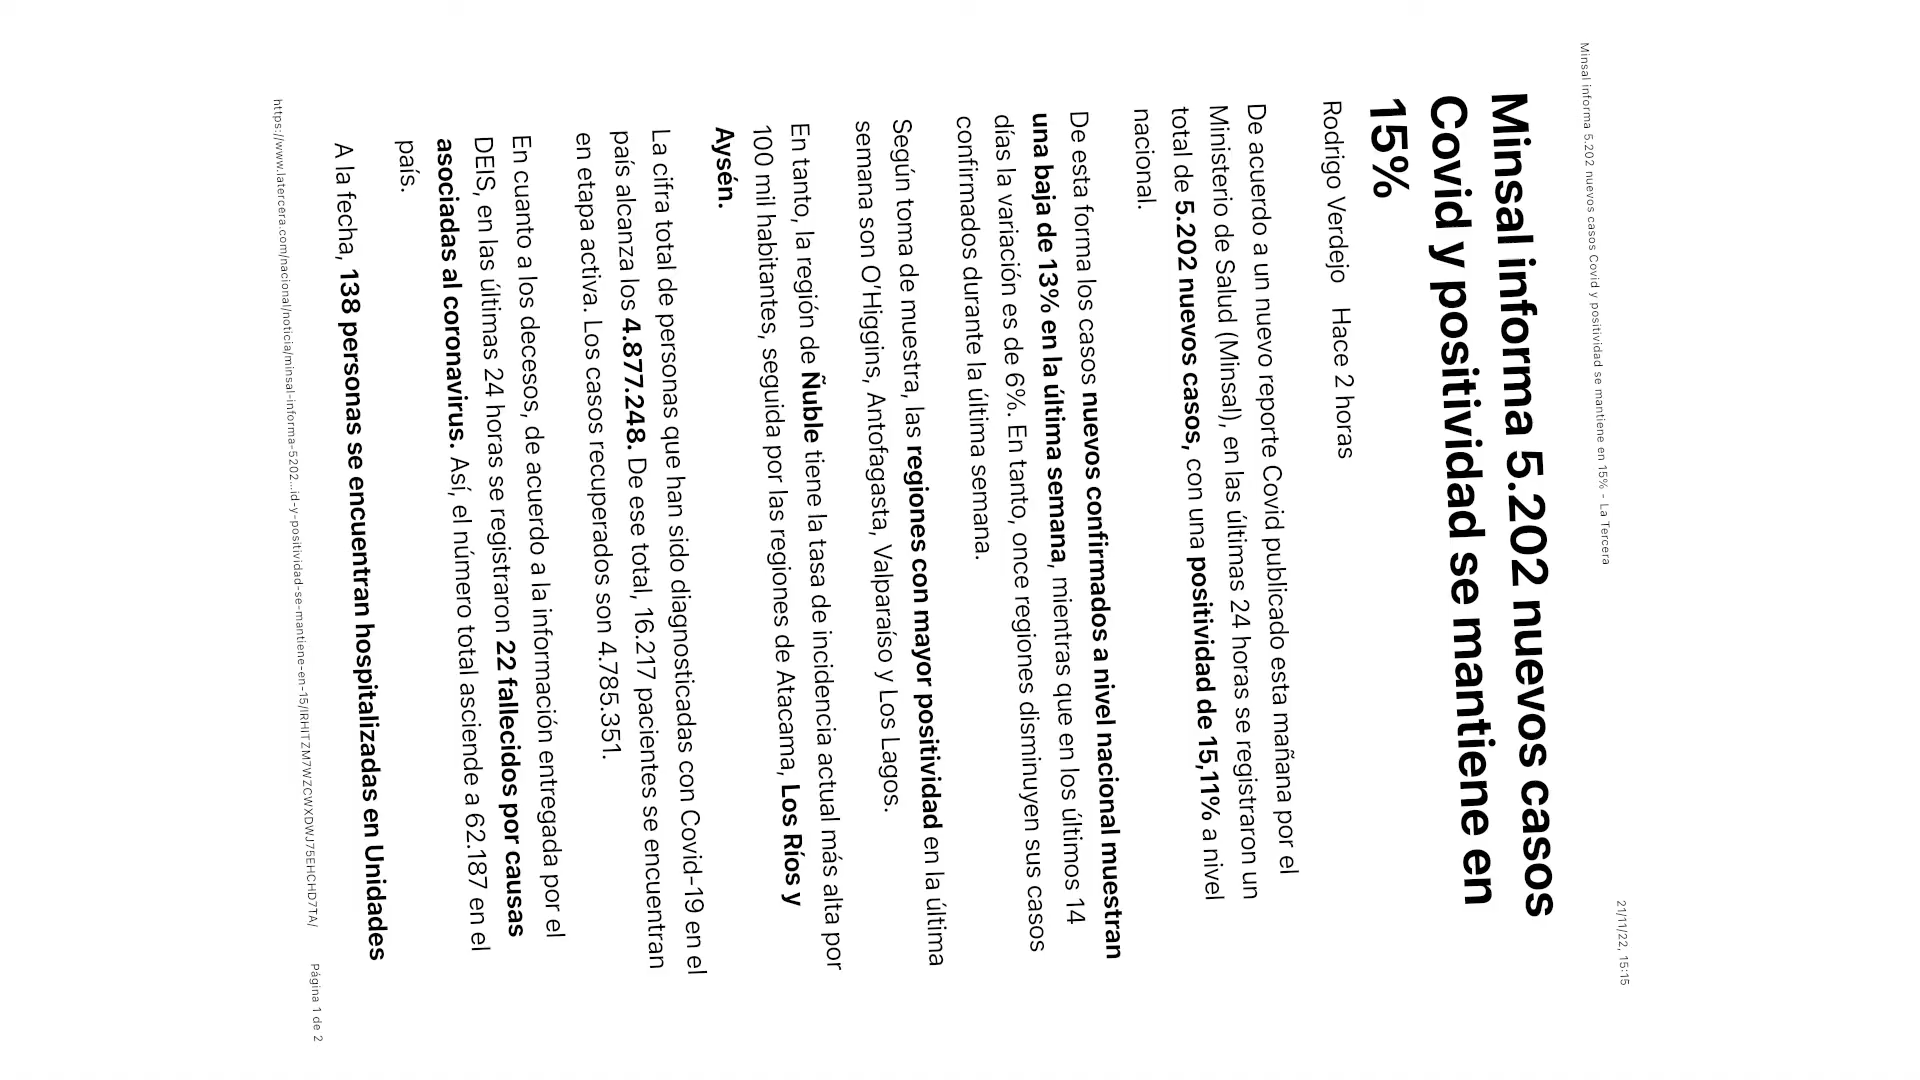 Minsal informa 5.202 nuevos casos Covid y positividad se mantiene en 15% - La Tercera
21/11/22, 15:15
Minsal informa 5.202 nuevos casos
Covid y positividad se mantiene en
15%
Rodrigo Verdejo Hace 2 horas
De acuerdo a un nuevo reporte Covid publicado esta mañana por el
Ministerio de Salud (Minsal), en las últimas 24 horas se registraron un
total de 5.202 nuevos casos, con una positividad de 15,11% a nivel
nacional.
De esta forma los casos nuevos confirmados a nivel nacional muestran
una baja de 13% en la última semana, mientras que en los últimos 14
días la variación es de 6%. En tanto, once regiones disminuyen sus casos
confirmados durante la última semana.
Según toma de muestra, las regiones con mayor positividad en la última
semana son O’Higgins, Antofagasta, Valparaíso y Los Lagos.
En tanto, la región de Ñuble tiene la tasa de incidencia actual más alta por
100 mil habitantes, seguida por las regiones de Atacama, Los Ríos y
Aysén.
La cifra total de personas que han sido diagnosticadas con Covid-19 en el
país alcanza los 4.877.248. De ese total, 16.217 pacientes se encuentran
en etapa activa. Los casos recuperados son 4.785.351.
En cuanto a los decesos, de acuerdo a la información entregada por el
DEIS, en las últimas 24 horas se registraron 22 fallecidos por causas
asociadas al coronavirus. Así, el número total asciende a 62.187 en el
país.
A la fecha, 138 personas se encuentran hospitalizadas en Unidades
https://www.latercera.com/nacional/noticia/minsal-informa-5202...id-y-positividad-se-mantiene-en-15/IRHITZM7WZCWXDWJ75EHCHD7TA/
Página 1 de 2